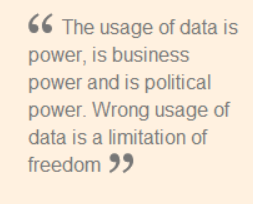 “ The usage of data is
power, is business
power and is political
power. Wrong usage of
data is a limitation of
freedom ”